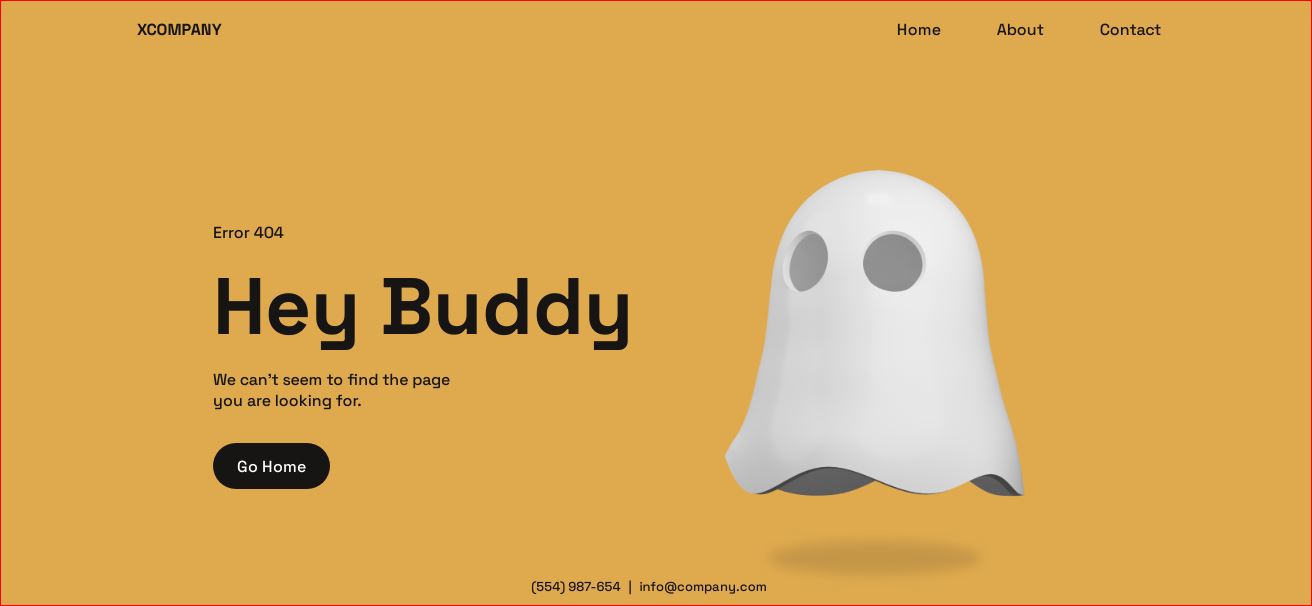 XCOMPANY
Home About Contact
Error 404
Hey Buddy
We can't seem to find the page
you are looking for.
Go Home
(554) 987-654 | info@company.com